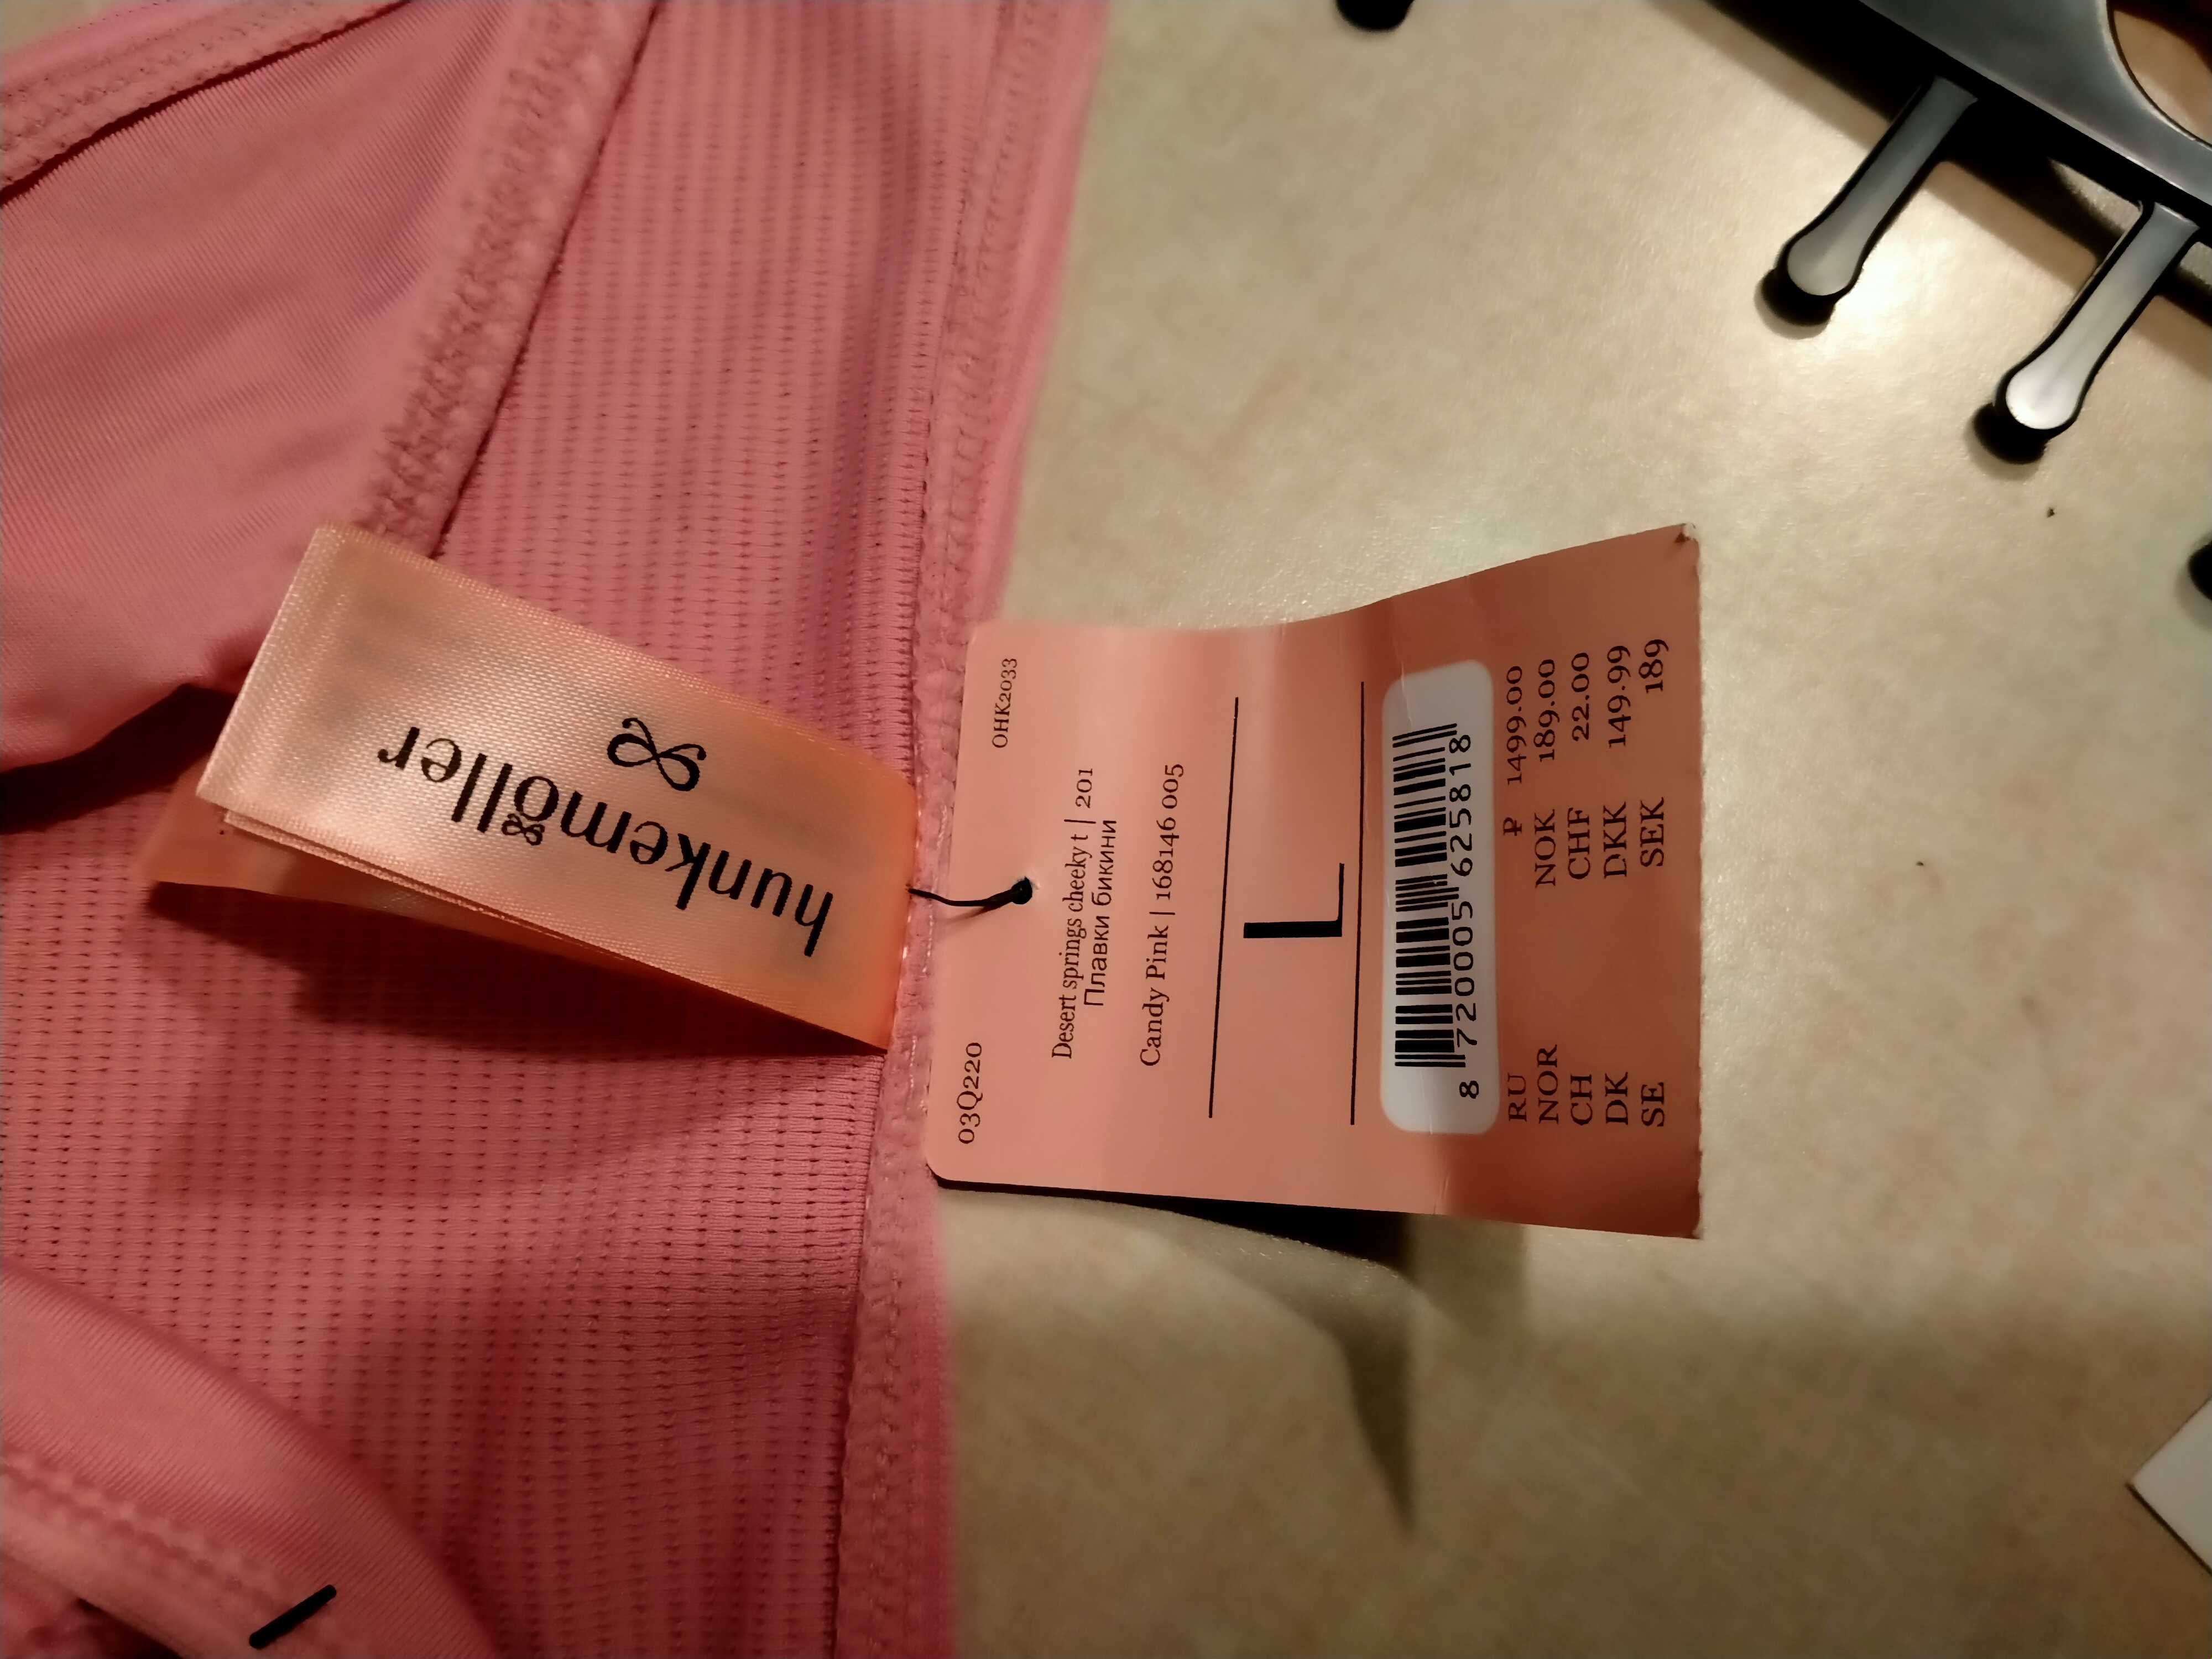 hunkemöller
03Q220 OHK2033
Desert springs cheeky t | 201
Плавки бикини
Candy Pink | 168146 005
L
8 720005 625818
RU ₽ 1499.00
NOR NOK 189.00
CH CHF 22.00
DK DKK 149.99
SE SEK 189